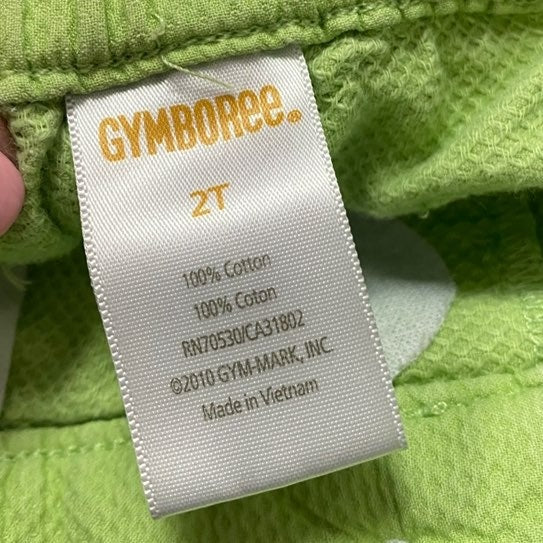 GYMBOREE®
2T
100% Cotton
100% Coton
RN70530/CA31802
©2010 GYM-MARK, INC
Made in Vietnam